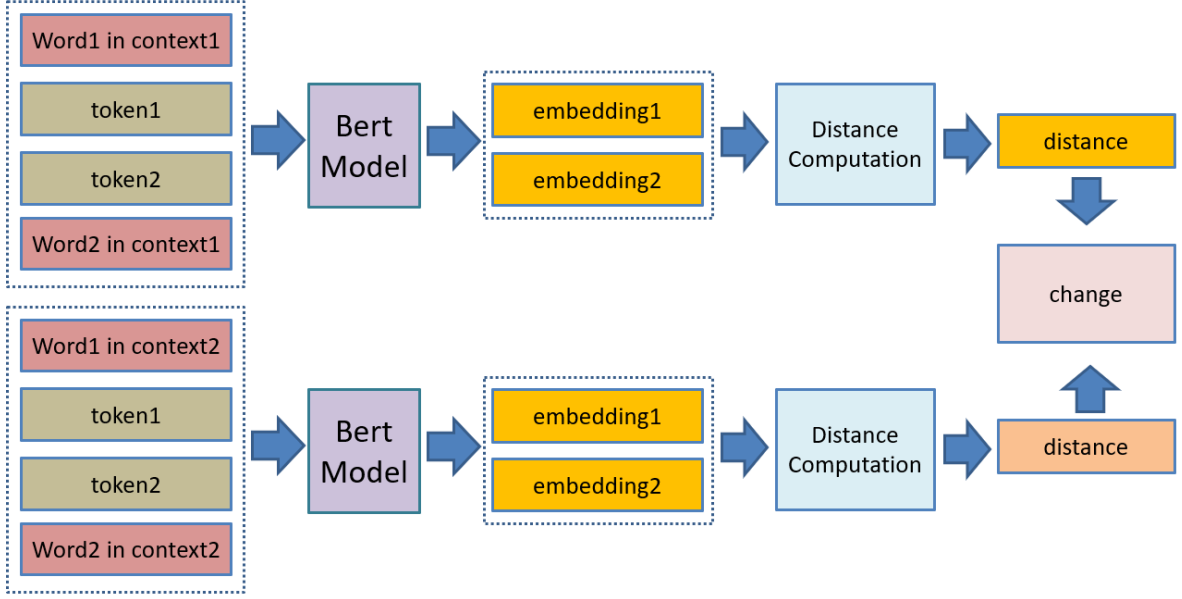 Word1 in context1
token1
token2
Word2 in context1
Bert
Model
embedding1
embedding2
Distance
Computation
distance
change
Word1 in context2
token1
token2
Word2 in context2
Bert
Model
embedding1
embedding2
Distance
Computation
distance